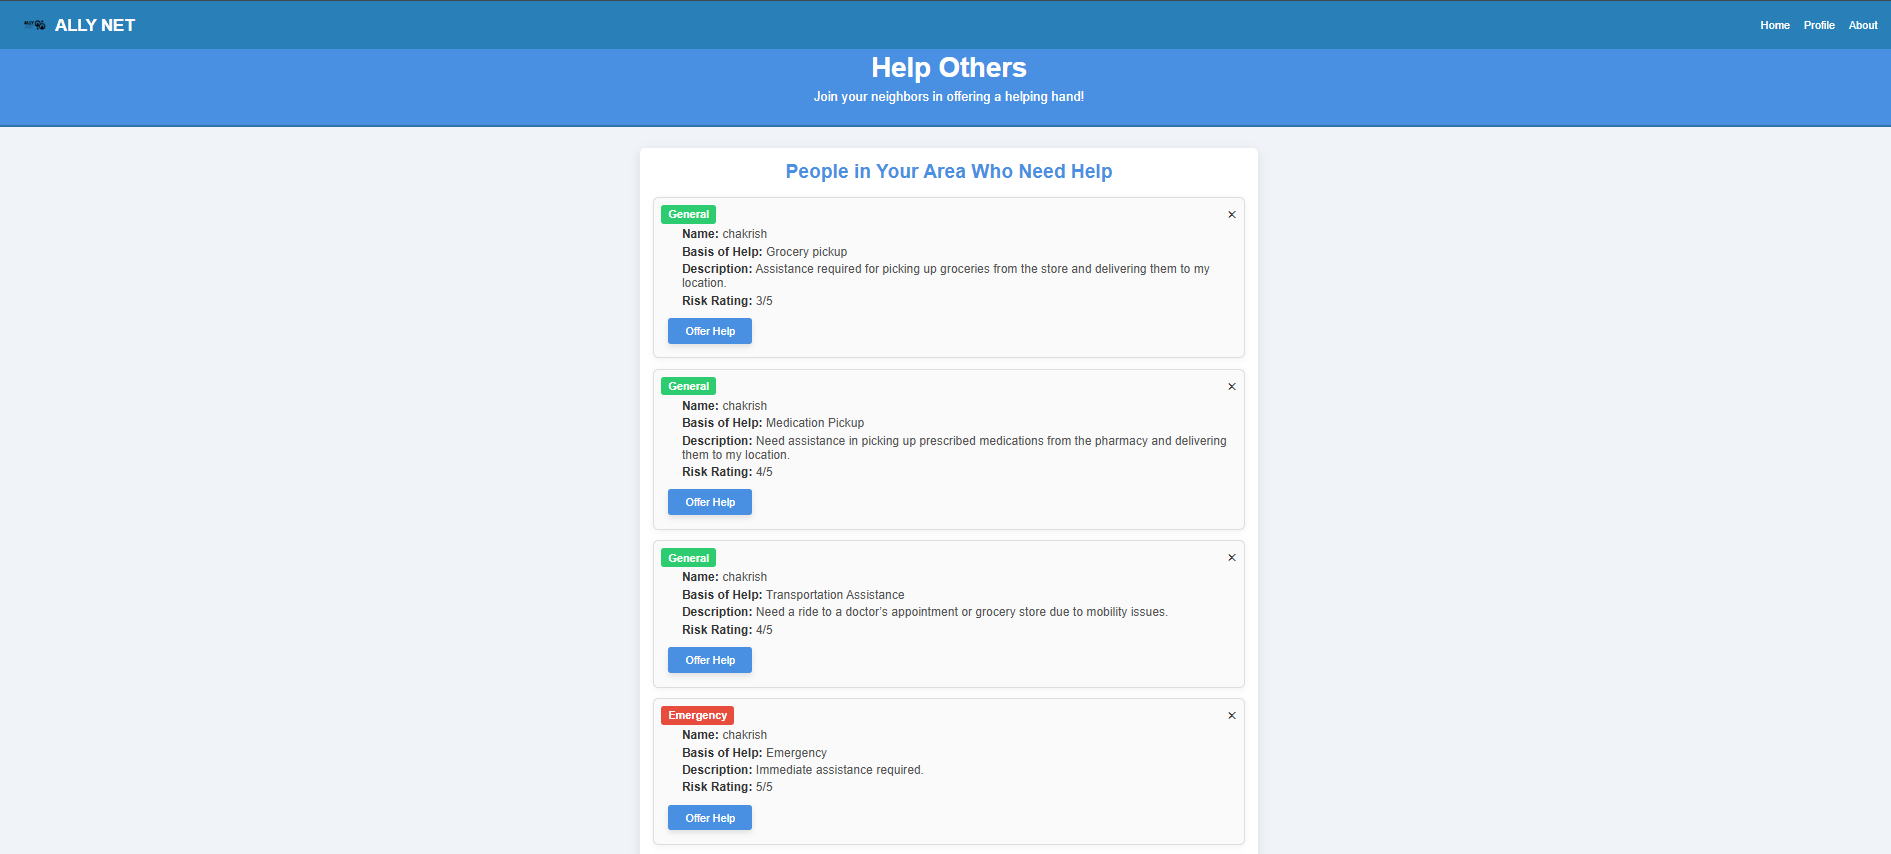 ALLY NET
Home Profile About
Help Others
Join your neighbors in offering a helping hand!
People in Your Area Who Need Help
General ×
Name: chakrish
Basis of Help: Grocery pickup
Description: Assistance required for picking up groceries from the store and delivering them to my
location.
Risk Rating: 3/5
Offer Help
General ×
Name: chakrish
Basis of Help: Medication Pickup
Description: Need assistance in picking up prescribed medications from the pharmacy and delivering
them to my location.
Risk Rating: 4/5
Offer Help
General ×
Name: chakrish
Basis of Help: Transportation Assistance
Description: Need a ride to a doctor’s appointment or grocery store due to mobility issues.
Risk Rating: 4/5
Offer Help
Emergency ×
Name: chakrish
Basis of Help: Emergency
Description: Immediate assistance required.
Risk Rating: 5/5
Offer Help